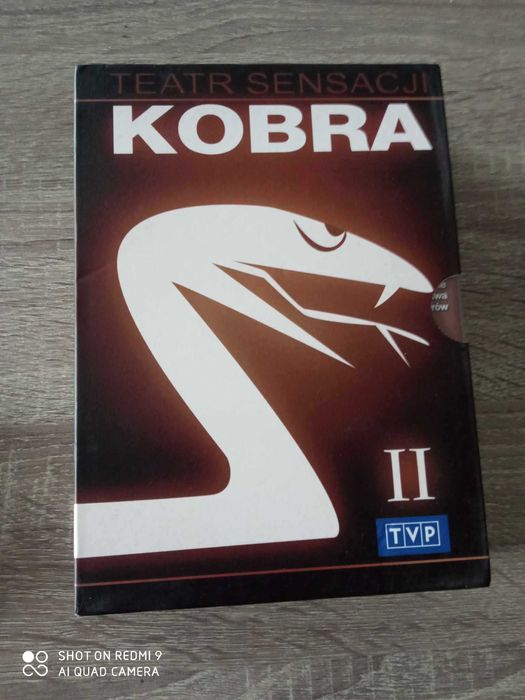 TEATR SENSACJI
KOBRA
II
TVP
SHOT ON REDMI 9
AI QUAD CAMERA